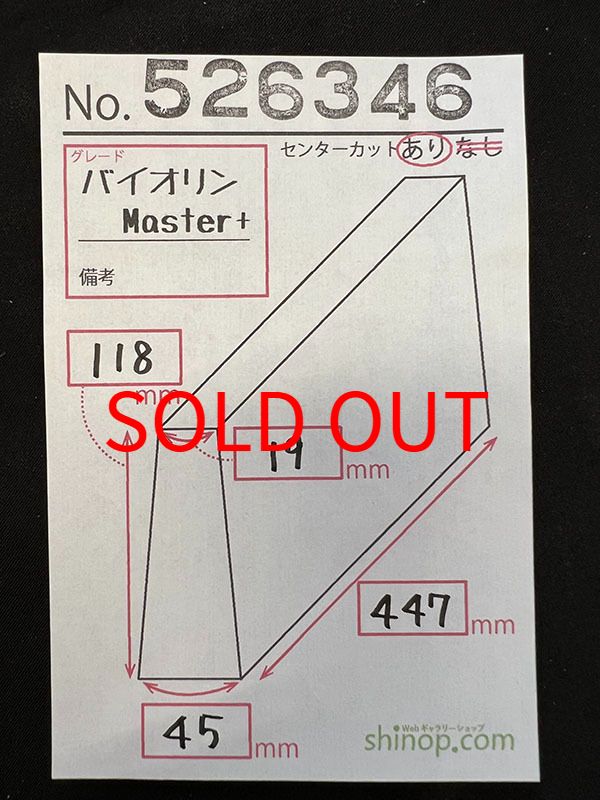 No. 526346
グレード
バイオリン
Master+
備考
センターカット あり なし
118
mm
SOLD OUT
19
mm
447
mm
45
mm
Webギャラリーショップ
shinop.com